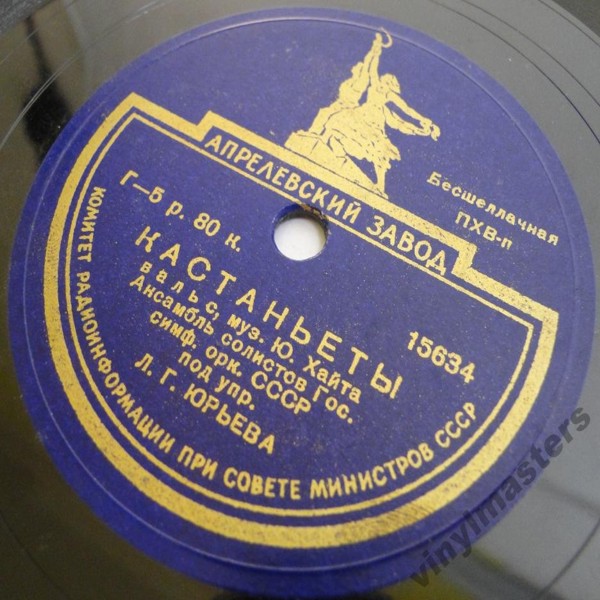 АПРЕЛЕВСКИЙ ЗАВОД
Бесшеллачная
ПХВ-п
Г—5 р. 80 к.
КАСТАНЬЕТЫ
15634
вальс, муз. Ю. Хайта
Ансамбль солистов Гос.
симф. орк. СССР
под упр.
Л. Г. ЮРЬЕВА
КОМИТЕТ РАДИОИНФОРМАЦИИ ПРИ СОВЕТЕ МИНИСТРОВ СССР
vinylmasters